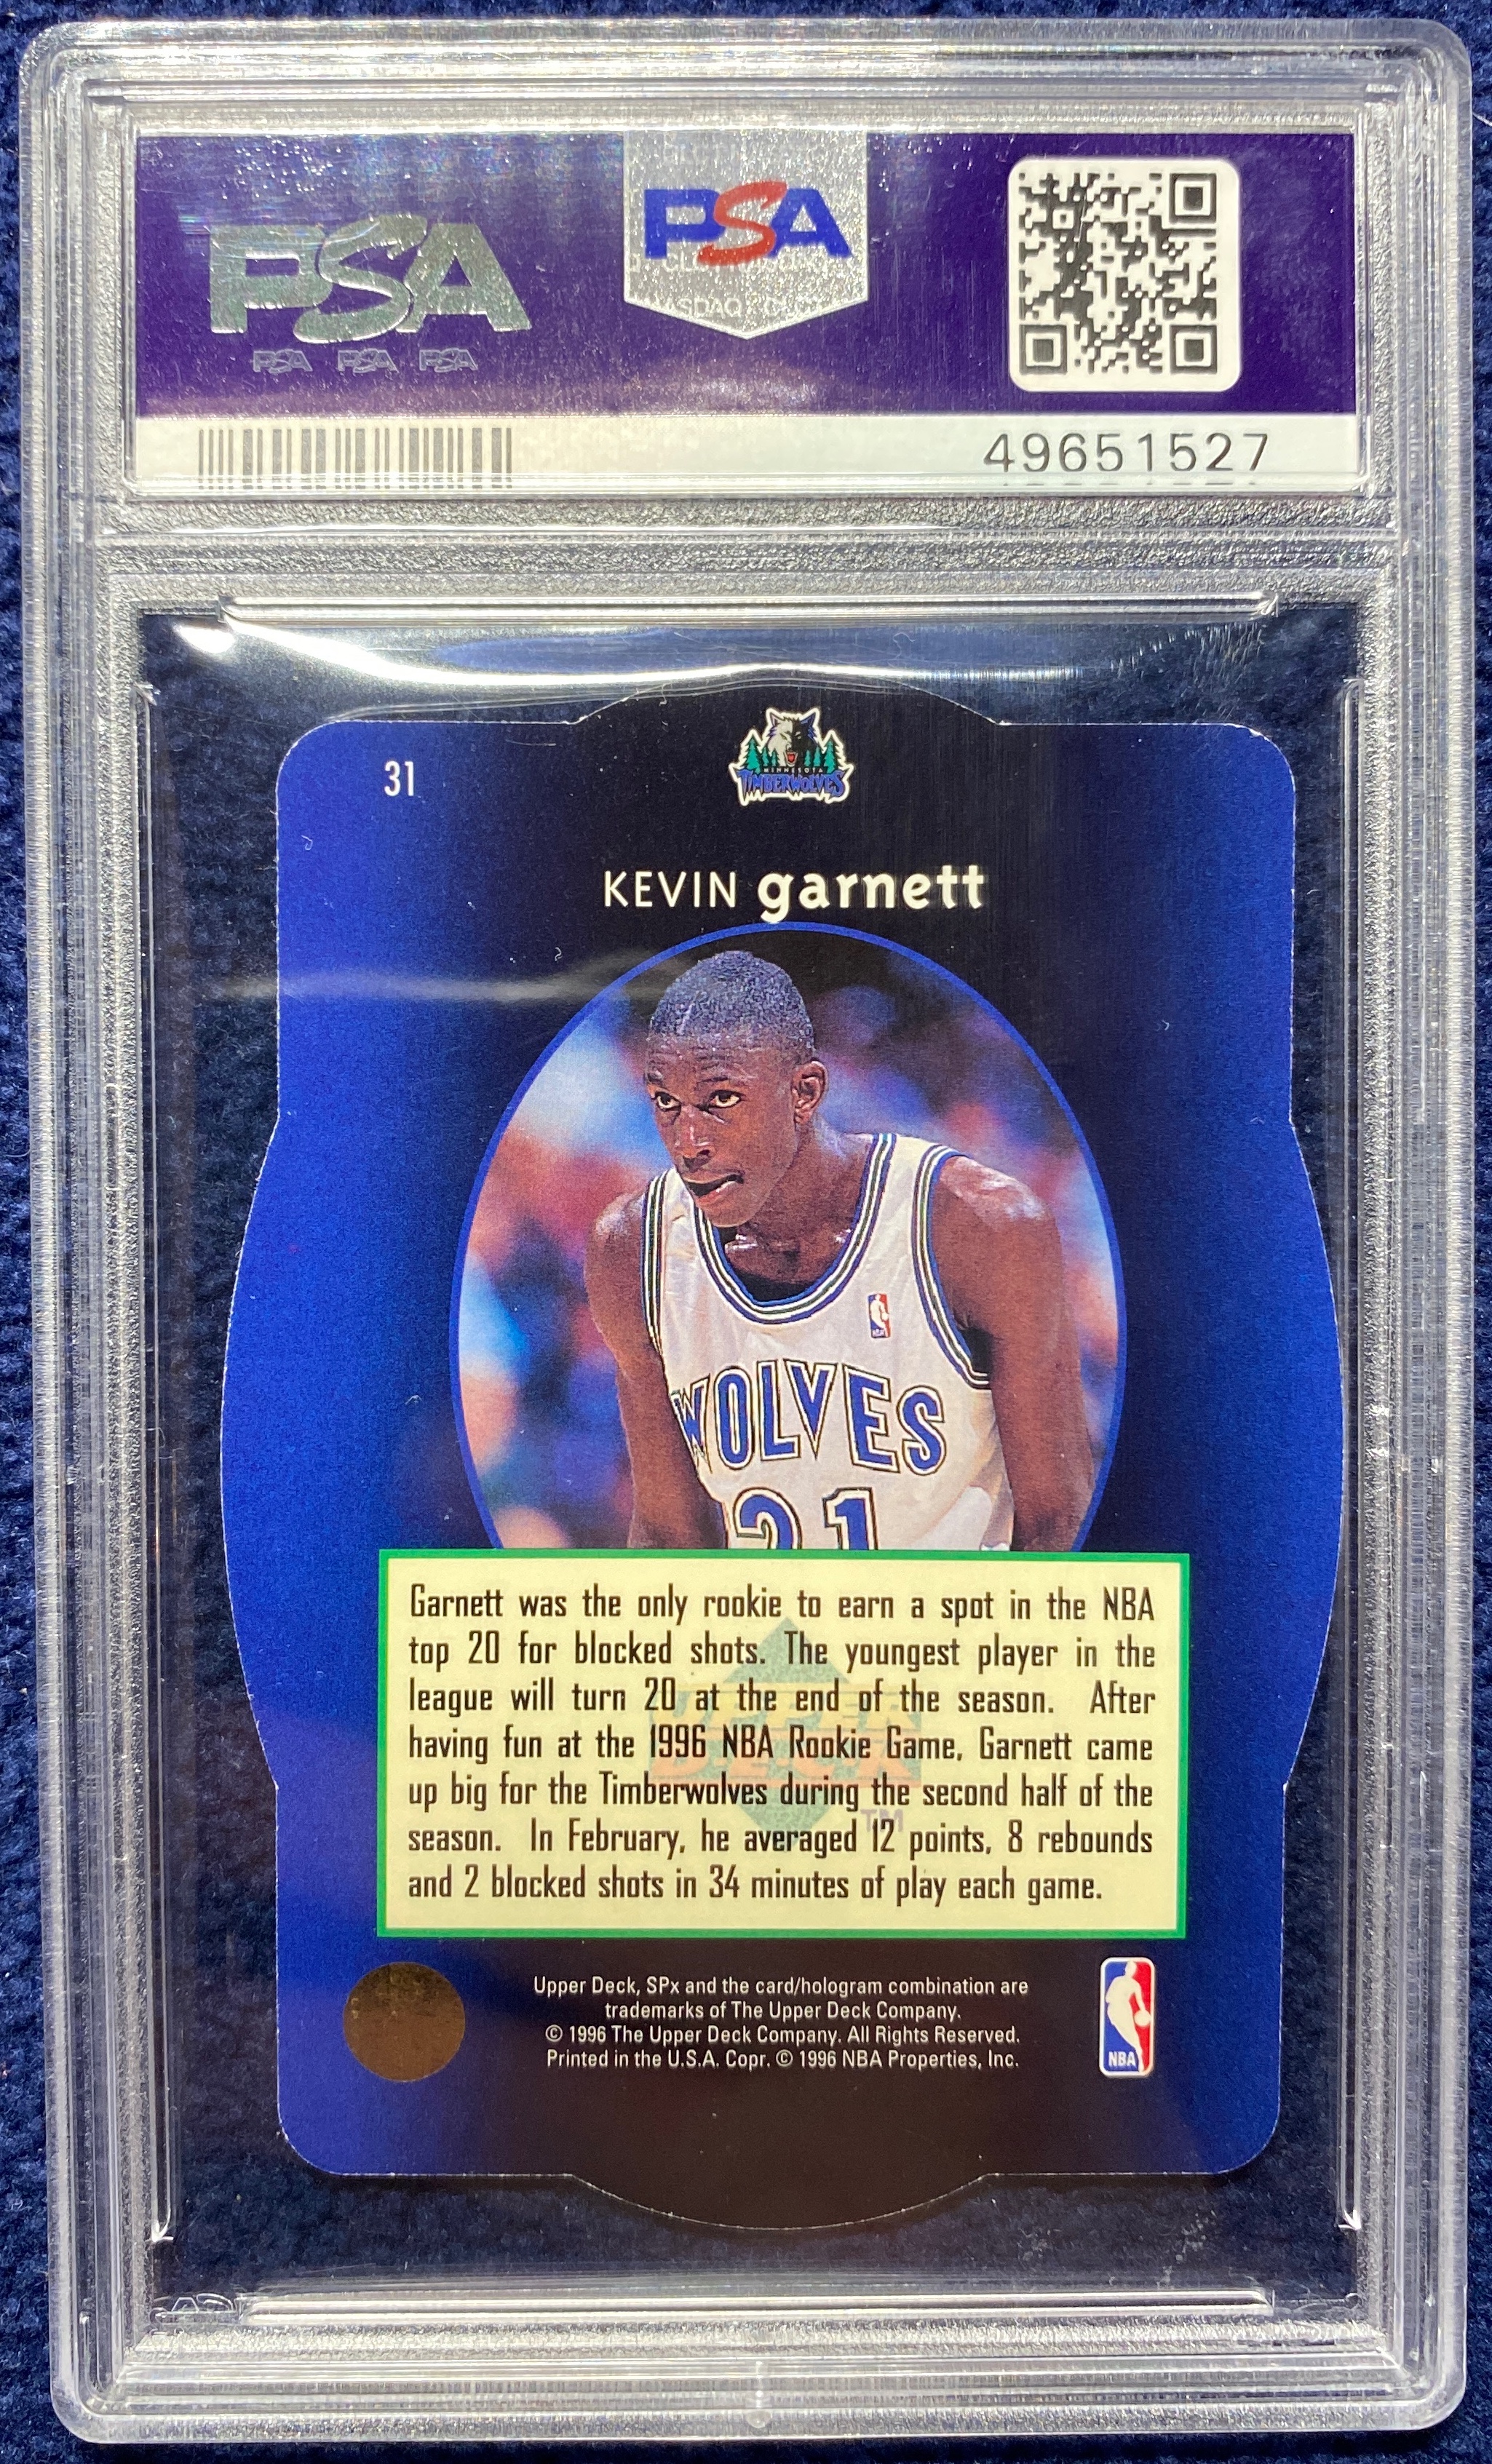 PSA
PSA PSA PSA
PSA
49651527
31
MINNESOTA
TIMBERWOLVES
KEVIN garnett
NBA
WOLVES
21
Garnett was the only rookie to earn a spot in the NBA
top 20 for blocked shots. The youngest player in the
league will turn 20 at the end of the season. After
having fun at the 1996 NBA Rookie Game, Garnett came
up big for the Timberwolves during the second half of the
season. In February, he averaged 12 points, 8 rebounds
and 2 blocked shots in 34 minutes of play each game.
UPPER
DECK
TM
Upper Deck, SPx and the card/hologram combination are
trademarks of The Upper Deck Company.
© 1996 The Upper Deck Company. All Rights Reserved.
Printed in the U.S.A. Copr. © 1996 NBA Properties, Inc.
NBA